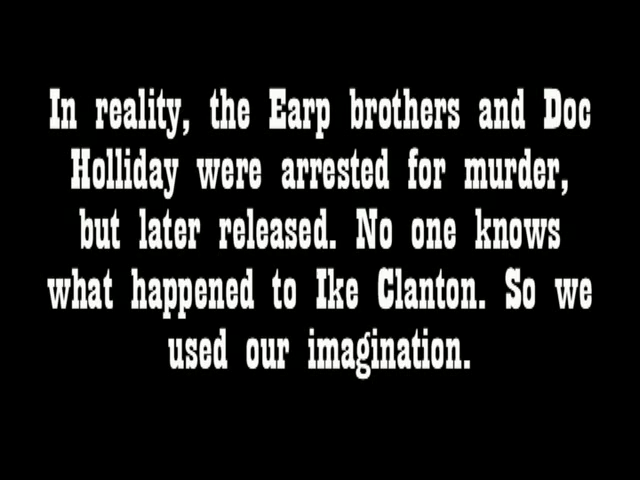 In reality, the Earp brothers and Doc
Holliday were arrested for murder,
but later released. No one knows
what happened to Ike Clanton. So we
used our imagination.